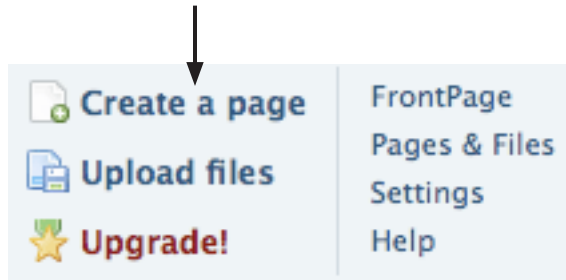 Create a page
Upload files
Upgrade!
FrontPage
Pages & Files
Settings
Help